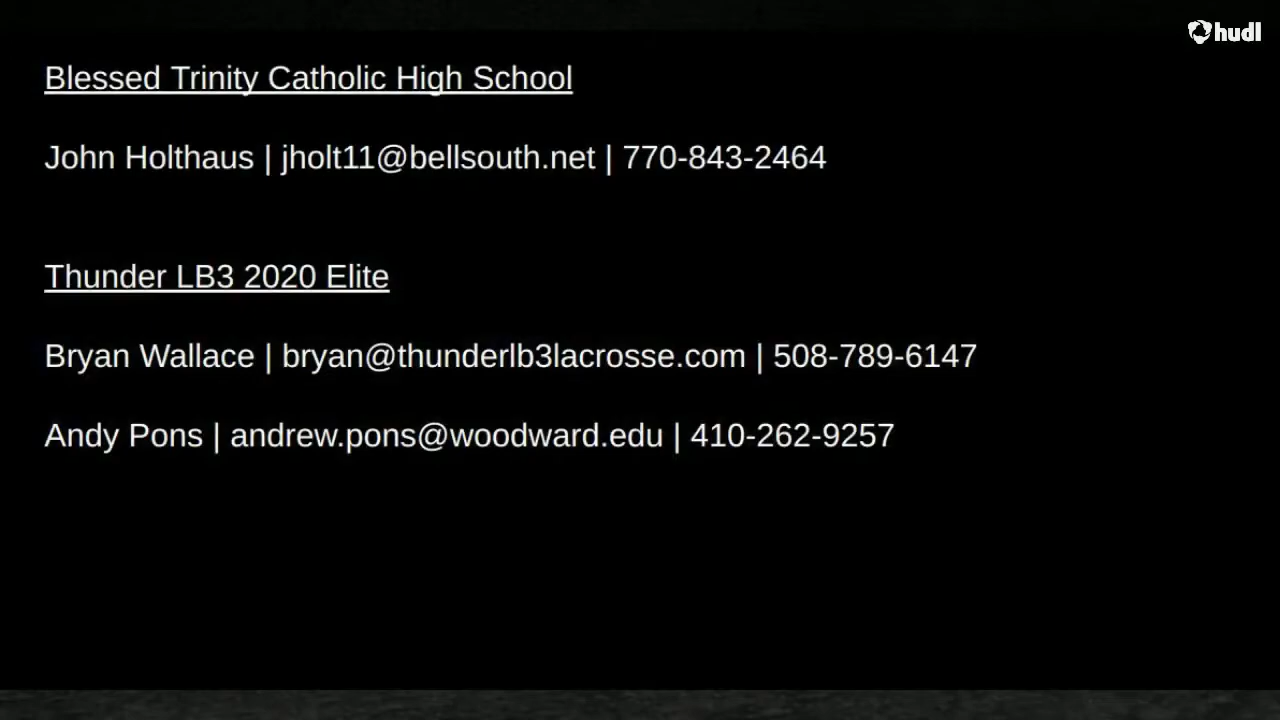 hudl
Blessed Trinity Catholic High School
John Holthaus | jholt11@bellsouth.net | 770-843-2464
Thunder LB3 2020 Elite
Bryan Wallace | bryan@thunderlb3lacrosse.com | 508-789-6147
Andy Pons | andrew.pons@woodward.edu | 410-262-9257